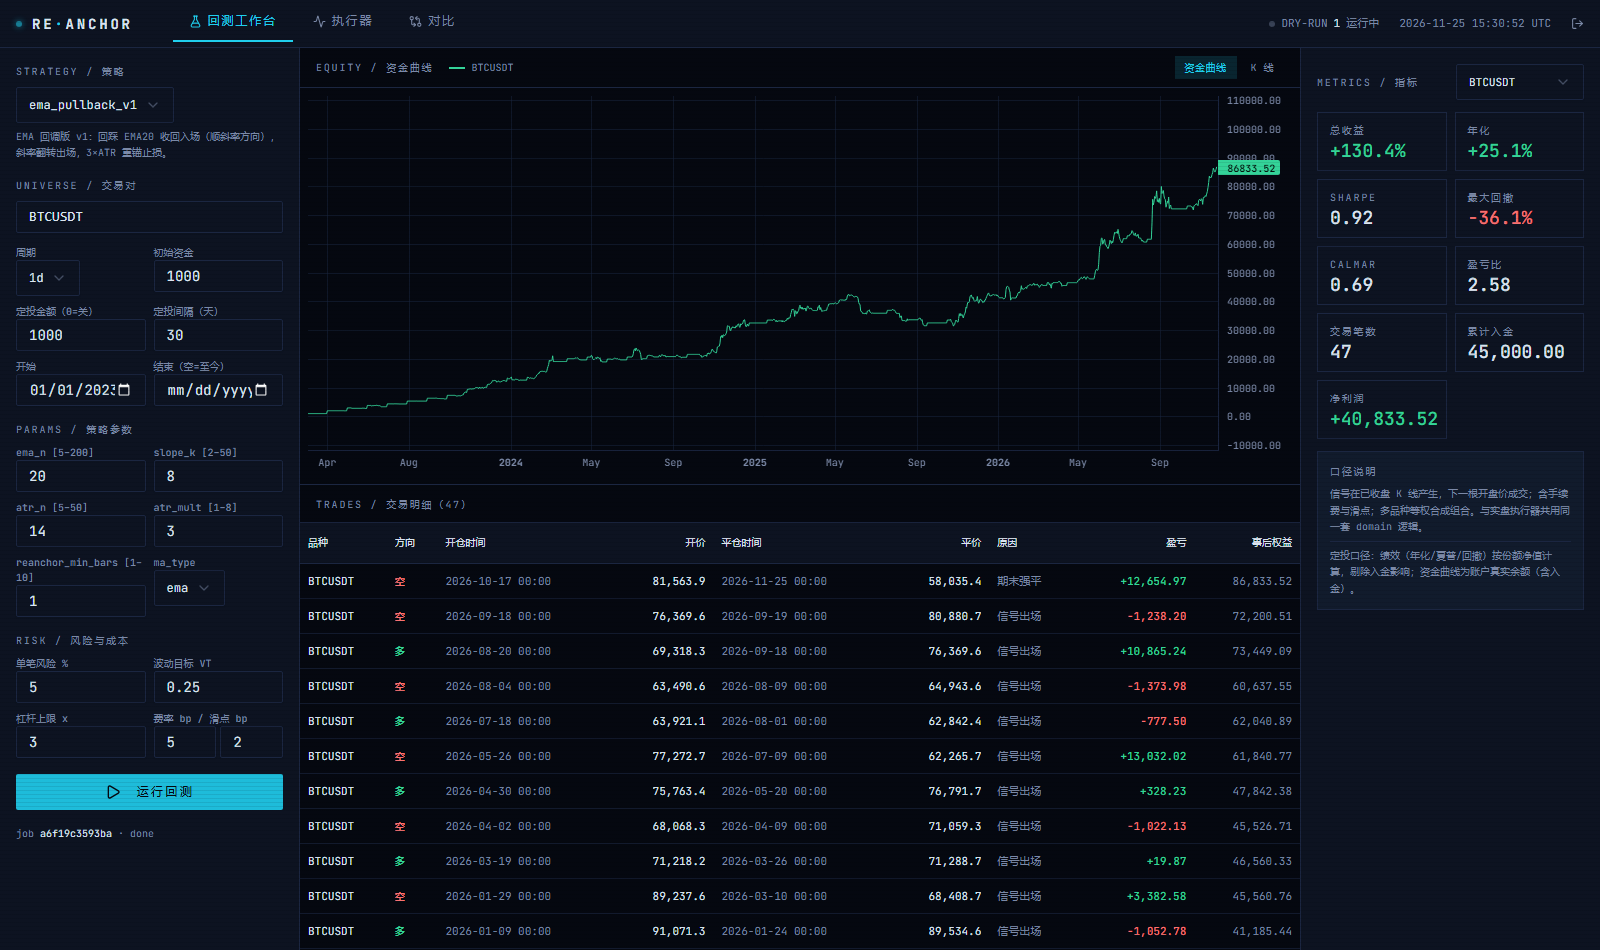 RE·ANCHOR
回测工作台
执行器
对比
DRY-RUN 1 运行中
2026-11-25 15:30:52 UTC
STRATEGY / 策略
ema_pullback_v1
EMA 回调版 v1: 回踩 EMA20 收回入场（顺斜率方向），
斜率翻转出场，3×ATR 重锚止损。
UNIVERSE / 交易对
BTCUSDT
周期
初始资金
1d
1000
定投金额（0=关）
定投间隔（天）
1000
30
开始
结束（空=至今）
01/01/2023
mm/dd/yyyy
PARAMS / 策略参数
ema_n [5-200]
slope_k [2-50]
20
8
atr_n [5-50]
atr_mult [1-8]
14
3
reanchor_min_bars [1-
10]
ma_type
1
ema
RISK / 风险与成本
单笔风险 %
波动目标 VT
5
0.25
杠杆上限 x
费率 bp / 滑点 bp
3
5
2
运行回测
job a6f19c3593ba · done
EQUITY / 资金曲线
BTCUSDT
资金曲线
K 线
110000.00
100000.00
90000.00
86833.52
80000.00
70000.00
60000.00
50000.00
40000.00
30000.00
20000.00
10000.00
0.00
-10000.00
Apr Aug 2024 May Sep 2025 May Sep 2026 May Sep
TRADES / 交易明细 (47)
品种 方向 开仓时间 开价 平仓时间 平价 原因 盈亏 事后权益
BTCUSDT 空 2026-10-17 00:00 81,563.9 2026-11-25 00:00 58,035.4 期末强平 +12,654.97 86,833.52
BTCUSDT 空 2026-09-18 00:00 76,369.6 2026-09-19 00:00 80,880.7 信号出场 -1,238.20 72,200.51
BTCUSDT 多 2026-08-20 00:00 69,318.3 2026-09-18 00:00 76,369.6 信号出场 +10,865.24 73,449.09
BTCUSDT 空 2026-08-04 00:00 63,490.6 2026-08-09 00:00 64,943.6 信号出场 -1,373.98 60,637.55
BTCUSDT 多 2026-07-18 00:00 63,921.1 2026-08-01 00:00 62,842.4 信号出场 -777.50 62,040.89
BTCUSDT 空 2026-05-26 00:00 77,272.7 2026-07-09 00:00 62,265.7 信号出场 +13,032.02 61,840.77
BTCUSDT 多 2026-04-30 00:00 75,763.4 2026-05-20 00:00 76,791.7 信号出场 +328.23 47,842.38
BTCUSDT 空 2026-04-02 00:00 68,068.3 2026-04-09 00:00 71,059.3 信号出场 -1,022.13 45,526.71
BTCUSDT 多 2026-03-19 00:00 71,218.2 2026-03-26 00:00 71,288.7 信号出场 +19.87 46,560.33
BTCUSDT 空 2026-01-29 00:00 89,237.6 2026-03-10 00:00 68,408.7 信号出场 +3,382.58 45,560.76
BTCUSDT 多 2026-01-09 00:00 91,071.3 2026-01-24 00:00 89,534.6 信号出场 -1,052.78 41,185.44
METRICS / 指标
BTCUSDT
总收益
+130.4%
年化
+25.1%
SHARPE
0.92
最大回撤
-36.1%
CALMAR
0.69
盈亏比
2.58
交易笔数
47
累计入金
45,000.00
净利润
+40,833.52
口径说明
信号在已收盘 K 线产生，下一根开盘价成交；含手续
费与滑点；多品种等权合成组合。与实盘执行器共用同
一套 domain 逻辑。
定投口径：绩效（年化/夏普/回撤）按份额净值计
算，剔除入金影响；资金曲线为账户真实余额（含入
金）。